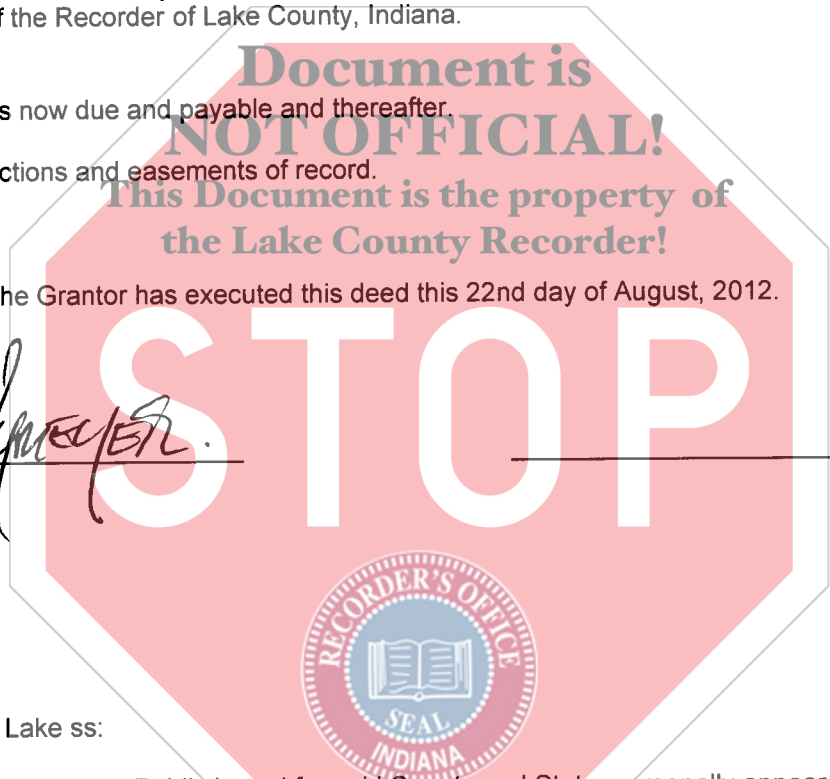 f the Recorder of Lake County, Indiana.
Document is
s now due and payable and thereafter.
NOT OFFICIAL!
ctions and easements of record.
This Document is the property of
the Lake County Recorder!
he Grantor has executed this deed this 22nd day of August, 2012.
STOP
RECORDER'S OFFICE
SEAL
INDIANA
Lake ss: